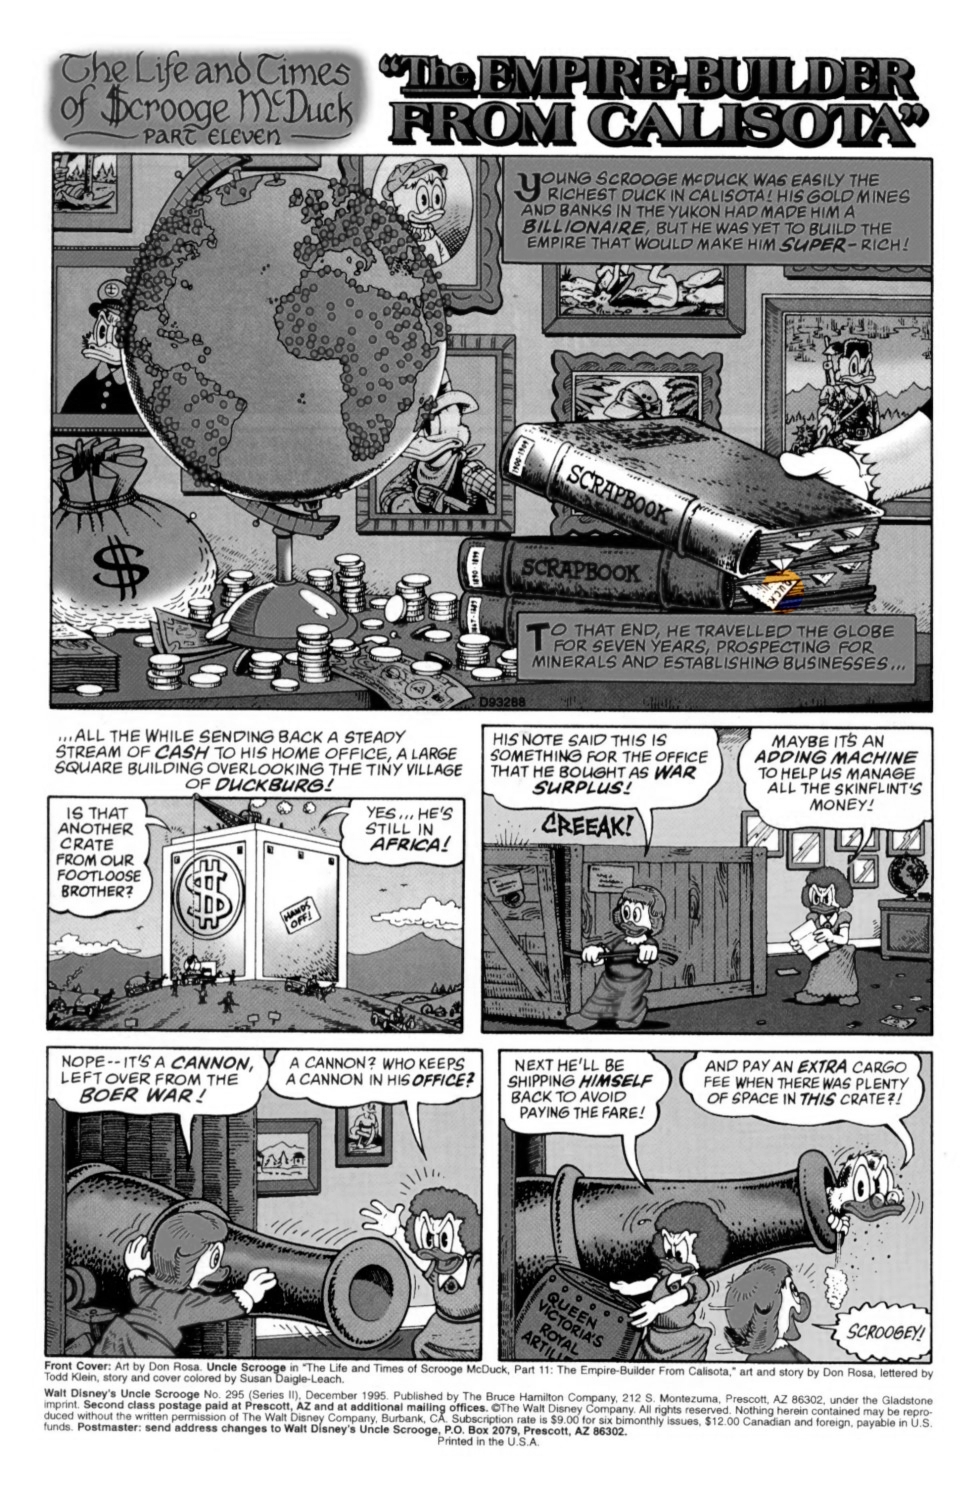 The Life and Times
of $crooge McDuck
PART ELEVEN
"The EMPIRE-BUILDER
FROM CALISOTA"
YOUNG SCROOGE McDUCK WAS EASILY THE
RICHEST DUCK IN CALISOTA! HIS GOLD MINES
AND BANKS IN THE YUKON HAD MADE HIM A
BILLIONAIRE, BUT HE WAS YET TO BUILD THE
EMPIRE THAT WOULD MAKE HIM SUPER-RICH!
$
1900-1909
SCRAPBOOK
SCRAPBOOK
DUCK
TO THAT END, HE TRAVELLED THE GLOBE
FOR SEVEN YEARS, PROSPECTING FOR
MINERALS AND ESTABLISHING BUSINESSES...
D93288
...ALL THE WHILE SENDING BACK A STEADY
STREAM OF CASH TO HIS HOME OFFICE, A LARGE
SQUARE BUILDING OVERLOOKING THE TINY VILLAGE
OF DUCKBURG!
IS THAT
ANOTHER
CRATE
FROM OUR
FOOTLOOSE
BROTHER?
YES... HE'S
STILL IN
AFRICA!
$
HANDS
OFF!
HIS NOTE SAID THIS IS
SOMETHING FOR THE OFFICE
THAT HE BOUGHT AS WAR
SURPLUS!
CREEAK!
MAYBE IT'S AN
ADDING MACHINE
TO HELP US MANAGE
ALL THE SKINFLINT'S
MONEY!
NOPE--IT'S A CANNON,
LEFT OVER FROM THE
BOER WAR!
A CANNON? WHO KEEPS
A CANNON IN HIS OFFICE?
NEXT HE'LL BE
SHIPPING HIMSELF
BACK TO AVOID
PAYING THE FARE!
AND PAY AN EXTRA CARGO
FEE WHEN THERE WAS PLENTY
OF SPACE IN THIS CRATE?!
QUEEN
VICTORIA'S
ROYAL
ARTILL
SCROOGEY!
Front Cover: Art by Don Rosa. Uncle Scrooge in "The Life and Times of Scrooge McDuck, Part 11: The Empire-Builder From Calisota," art and story by Don Rosa, lettered by
Todd Klein, story and cover colored by Susan Daigle-Leach.
Walt Disney's Uncle Scrooge No. 295 (Series II), December 1995. Published by The Bruce Hamilton Company, 212 S. Montezuma, Prescott, AZ 86302, under the Gladstone
imprint. Second class postage paid at Prescott, AZ and at additional mailing offices. ©The Walt Disney Company. All rights reserved. Nothing herein contained may be repro-
duced without the written permission of The Walt Disney Company, Burbank, CA. Subscription rate is $9.00 for six bimonthly issues, $12.00 Canadian and foreign, payable in U.S.
funds. Postmaster: send address changes to Walt Disney's Uncle Scrooge, P.O. Box 2079, Prescott, AZ 86302.
Printed in the U.S.A.